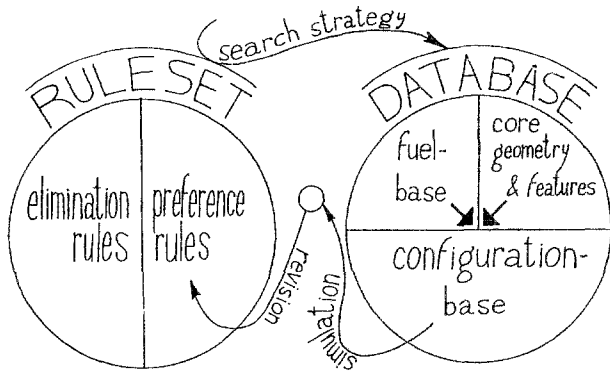 search strategy
RULESET
elimination
rules
preference
rules
DATABASE
fuel-
base
core
geometry
& features
configuration-
base
revision
simulation